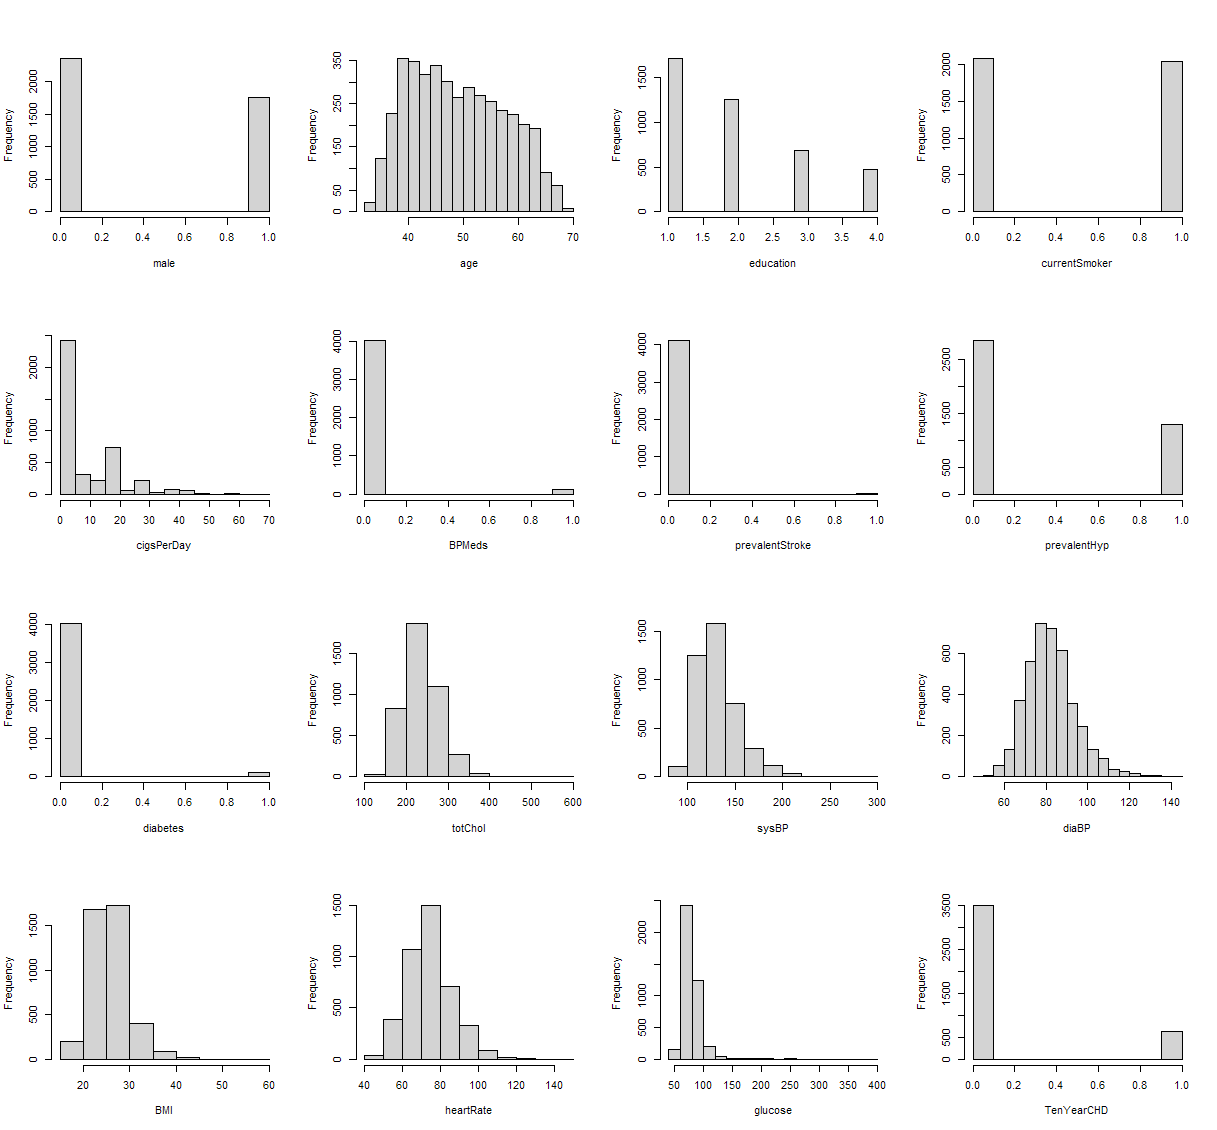 Frequency
0 500 1000 1500 2000
0.0 0.2 0.4 0.6 0.8 1.0
male
Frequency
0 50 150 250 350
40 50 60 70
age
Frequency
0 500 1000 1500
1.0 1.5 2.0 2.5 3.0 3.5 4.0
education
Frequency
0 500 1000 1500 2000
0.0 0.2 0.4 0.6 0.8 1.0
currentSmoker
Frequency
0 500 1000 2000
0 10 20 30 40 50 60 70
cigsPerDay
Frequency
0 1000 2000 3000 4000
0.0 0.2 0.4 0.6 0.8 1.0
BPMeds
Frequency
0 1000 2000 3000 4000
0.0 0.2 0.4 0.6 0.8 1.0
prevalentStroke
Frequency
0 500 1500 2500
0.0 0.2 0.4 0.6 0.8 1.0
prevalentHyp
Frequency
0 1000 2000 3000 4000
0.0 0.2 0.4 0.6 0.8 1.0
diabetes
Frequency
0 500 1000 1500
100 200 300 400 500 600
totChol
Frequency
0 500 1000 1500
100 150 200 250 300
sysBP
Frequency
0 200 400 600
60 80 100 120 140
diaBP
Frequency
0 500 1000 1500
20 30 40 50 60
BMI
Frequency
0 500 1000 1500
40 60 80 100 120 140
heartRate
Frequency
0 500 1000 2000
50 100 150 200 250 300 350 400
glucose
Frequency
0 500 1500 2500 3500
0.0 0.2 0.4 0.6 0.8 1.0
TenYearCHD